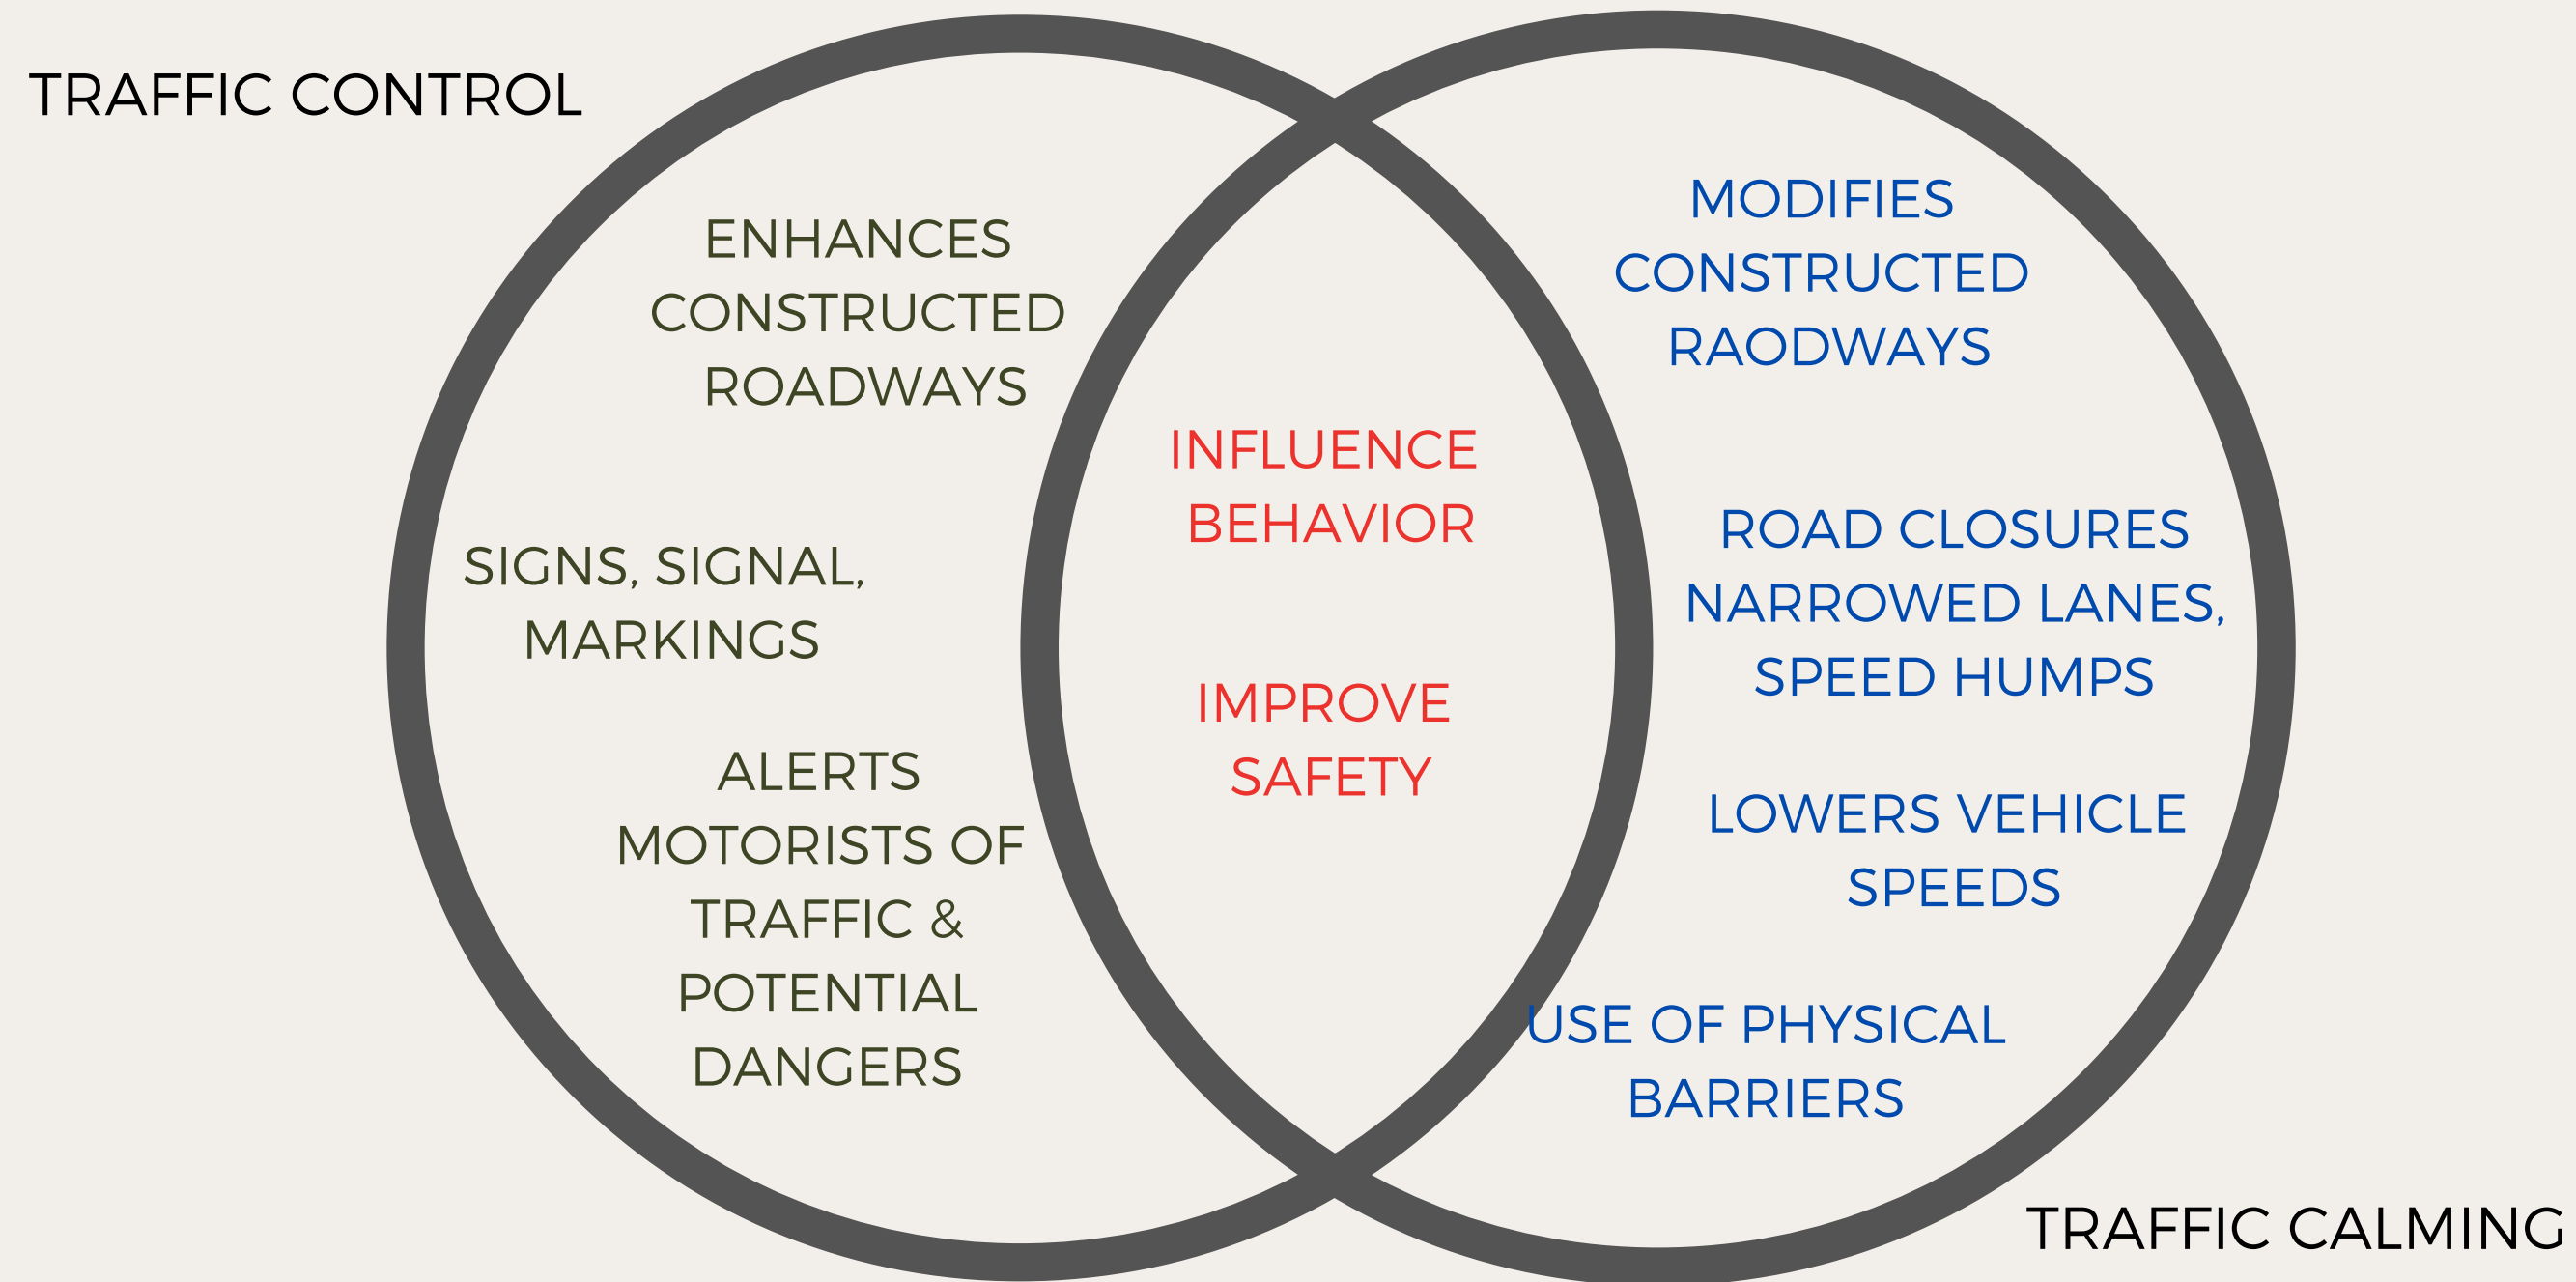 TRAFFIC CONTROL
ENHANCES
CONSTRUCTED
ROADWAYS
SIGNS, SIGNAL,
MARKINGS
ALERTS
MOTORISTS OF
TRAFFIC &
POTENTIAL
DANGERS
INFLUENCE
BEHAVIOR
IMPROVE
SAFETY
MODIFIES
CONSTRUCTED
RAODWAYS
ROAD CLOSURES
NARROWED LANES,
SPEED HUMPS
LOWERS VEHICLE
SPEEDS
USE OF PHYSICAL
BARRIERS
TRAFFIC CALMING